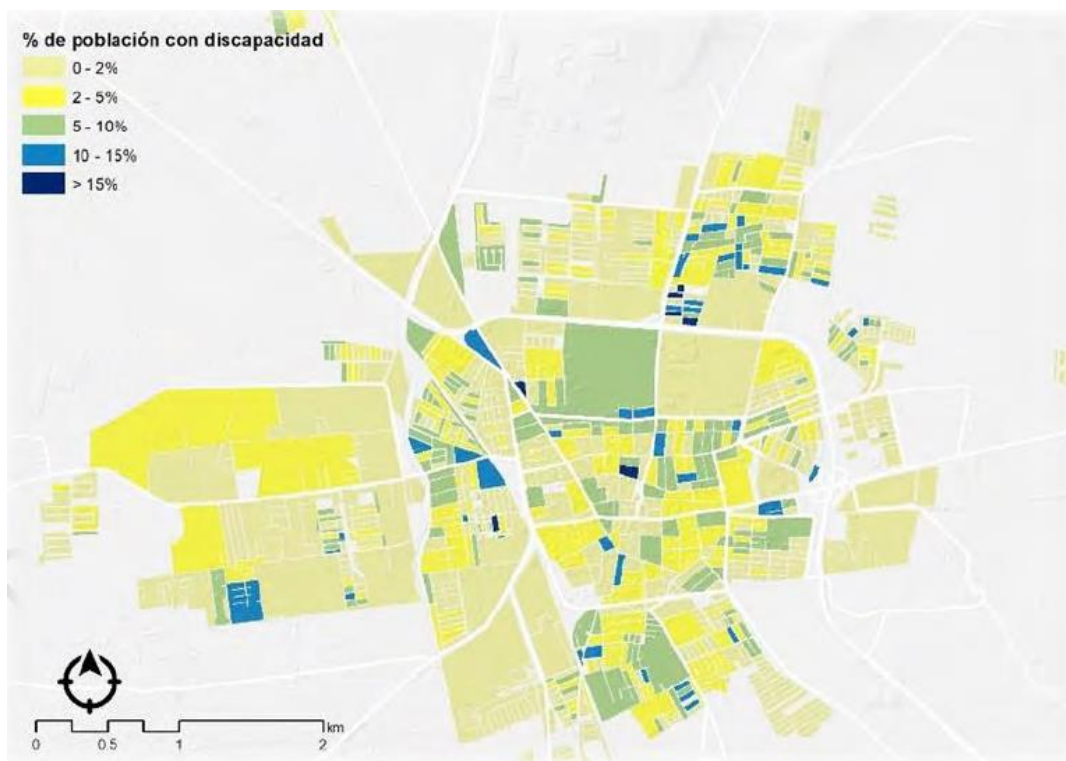 % de población con discapacidad
0 - 2%
2 - 5%
5 - 10%
10 - 15%
> 15%
km
0 0.5 1 2